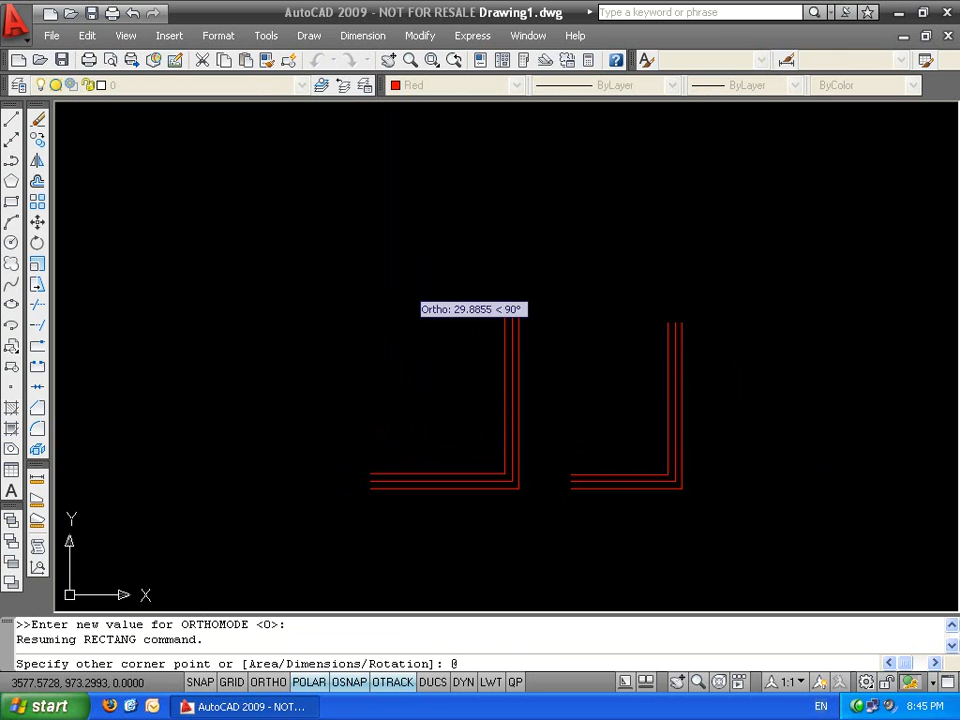 AutoCAD 2009 - NOT FOR RESALE Drawing1.dwg
Type a keyword or phrase
File Edit View Insert Format Tools Draw Dimension Modify Express Window Help
0 Red ByLayer ByLayer ByColor
Ortho: 29.8855 < 90°
Y
X
>>Enter new value for ORTHOMODE <0>:
Resuming RECTANG command.
Specify other corner point or [Area/Dimensions/Rotation]: @
3577.5728, 973.2993, 0.0000 SNAP GRID ORTHO POLAR OSNAP OTRACK DUCS DYN LWT QP 1:1
start AutoCAD 2009 - NOT... EN 8:45 PM